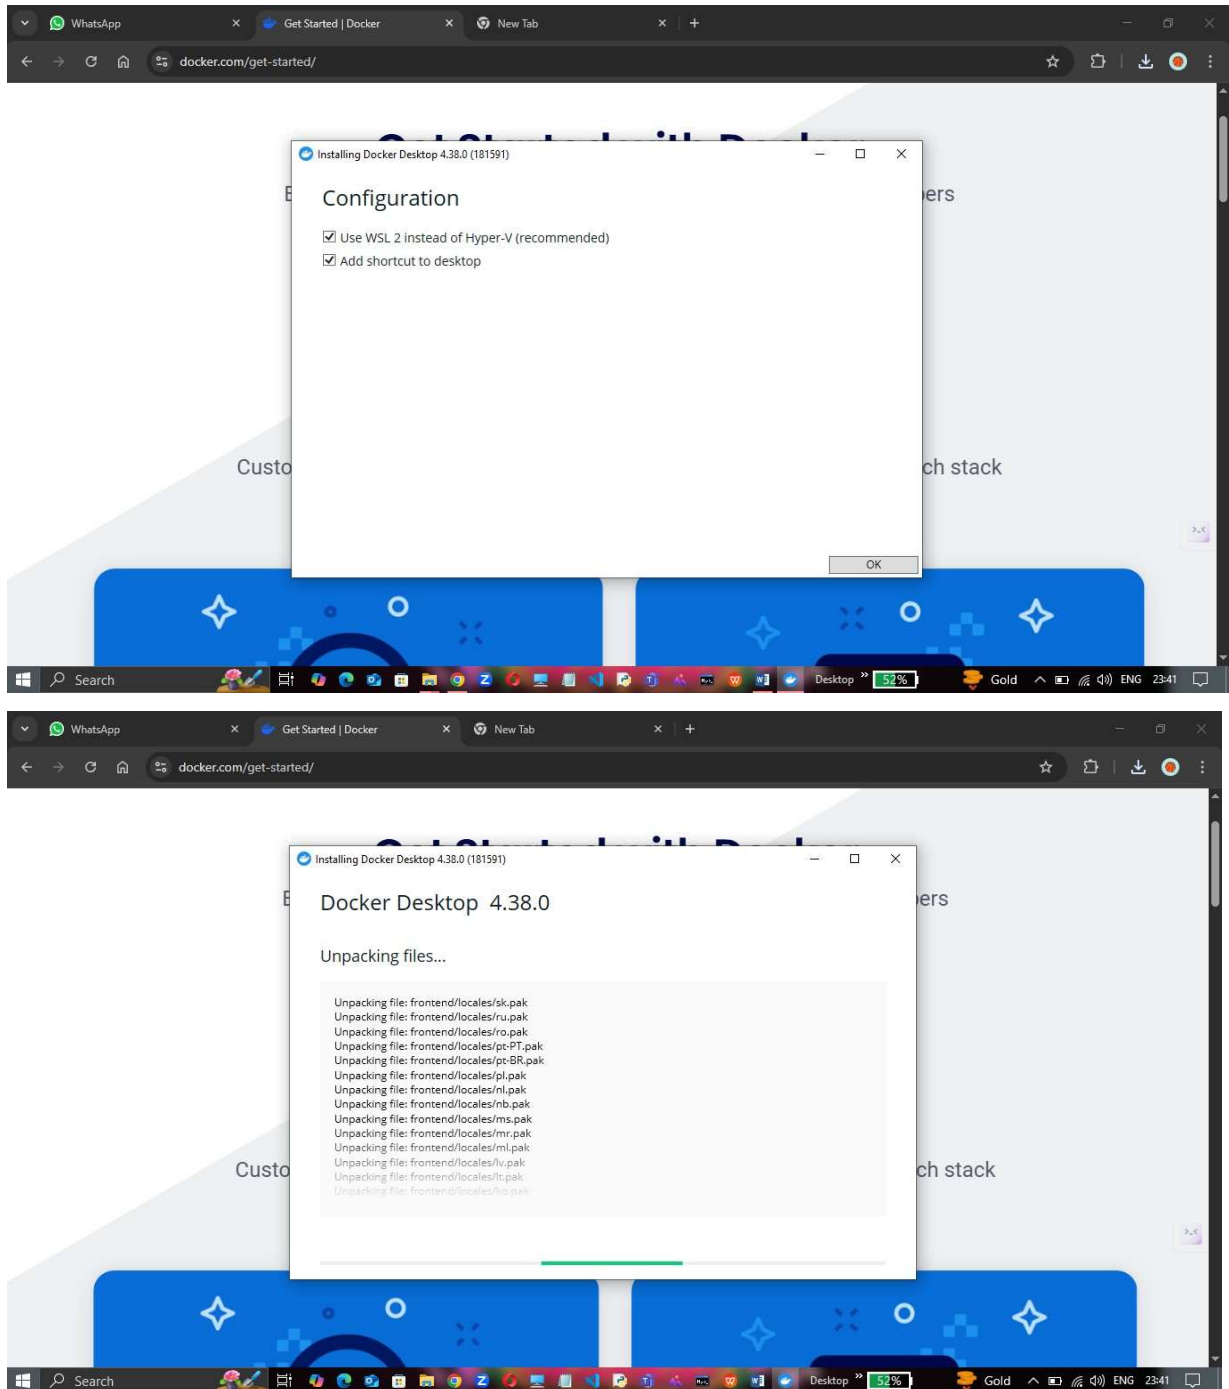 WhatsApp
Get Started | Docker
New Tab
docker.com/get-started/
Installing Docker Desktop 4.38.0 (181591)
Configuration
Use WSL 2 instead of Hyper-V (recommended)
Add shortcut to desktop
ers
Custo
ch stack
OK
Search
Desktop
52%
Gold
ENG
23:41
WhatsApp
Get Started | Docker
New Tab
docker.com/get-started/
Installing Docker Desktop 4.38.0 (181591)
Docker Desktop 4.38.0
ers
Unpacking files...
Unpacking file: frontend/locales/sk.pak
Unpacking file: frontend/locales/ru.pak
Unpacking file: frontend/locales/ro.pak
Unpacking file: frontend/locales/pt-PT.pak
Unpacking file: frontend/locales/pt-BR.pak
Unpacking file: frontend/locales/pl.pak
Unpacking file: frontend/locales/nl.pak
Unpacking file: frontend/locales/nb.pak
Unpacking file: frontend/locales/ms.pak
Unpacking file: frontend/locales/mr.pak
Unpacking file: frontend/locales/ml.pak
Unpacking file: frontend/locales/lv.pak
Unpacking file: frontend/locales/lt.pak
Unpacking file: frontend/locales/ko.pak
Custo
ch stack
Search
Desktop
52%
Gold
ENG
23:41